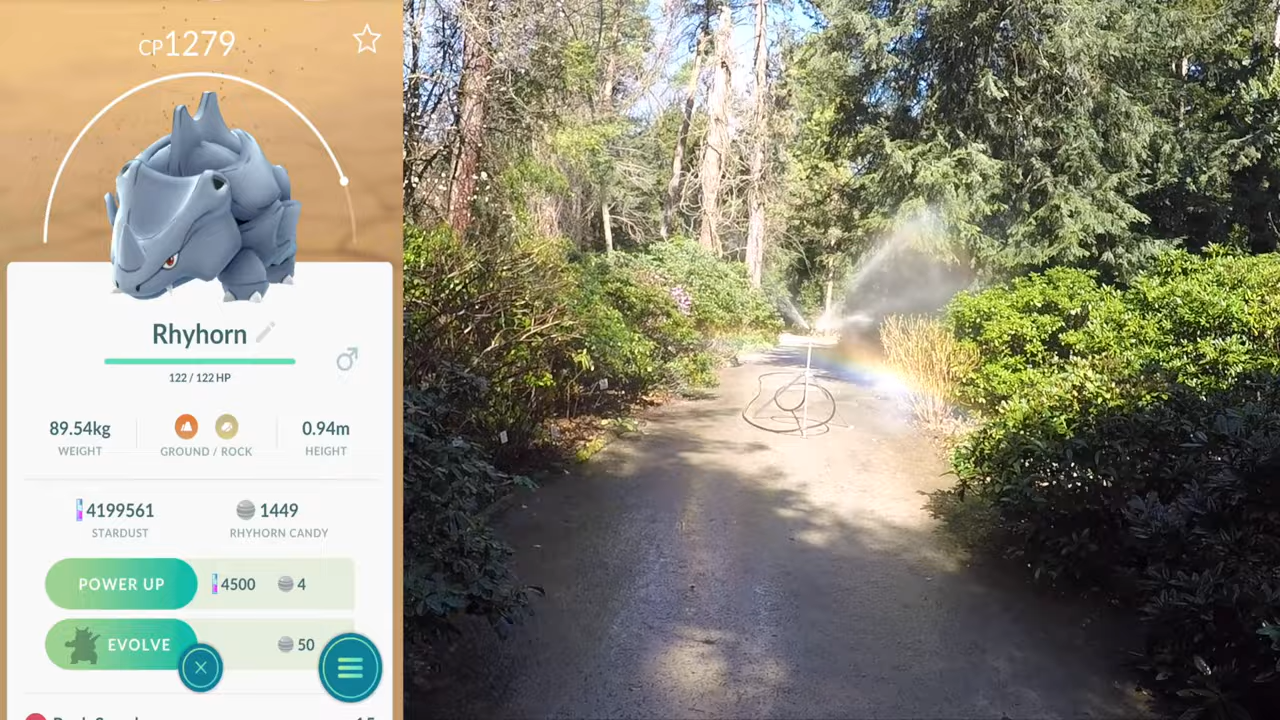 CP1279
Rhyhorn
122 / 122 HP
89.54kg
WEIGHT
GROUND / ROCK
0.94m
HEIGHT
4199561
STARDUST
1449
RHYHORN CANDY
POWER UP
4500
4
EVOLVE
50